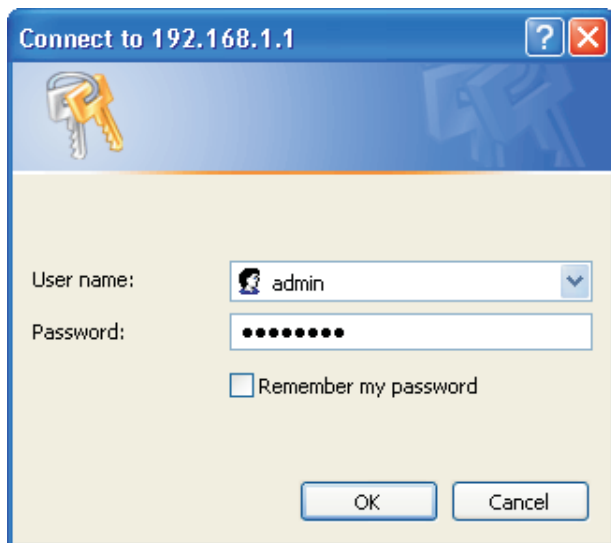 Connect to 192.168.1.1
User name:
admin
Password:
●●●●●●●●
Remember my password
OK
Cancel